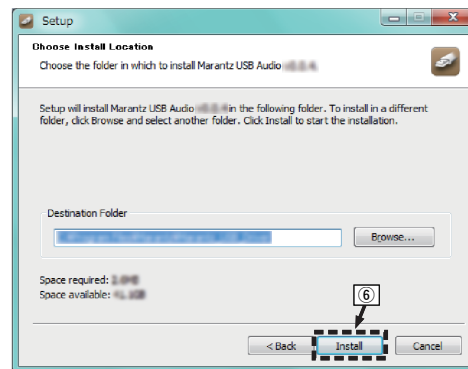 Setup
Choose Install Location
Choose the folder in which to install Marantz USB Audio
Setup will install Marantz USB Audio in the following folder. To install in a different
folder, click Browse and select another folder. Click Install to start the installation.
Destination Folder
Browse...
Space required:
Space available:
⑥
< Back Install Cancel